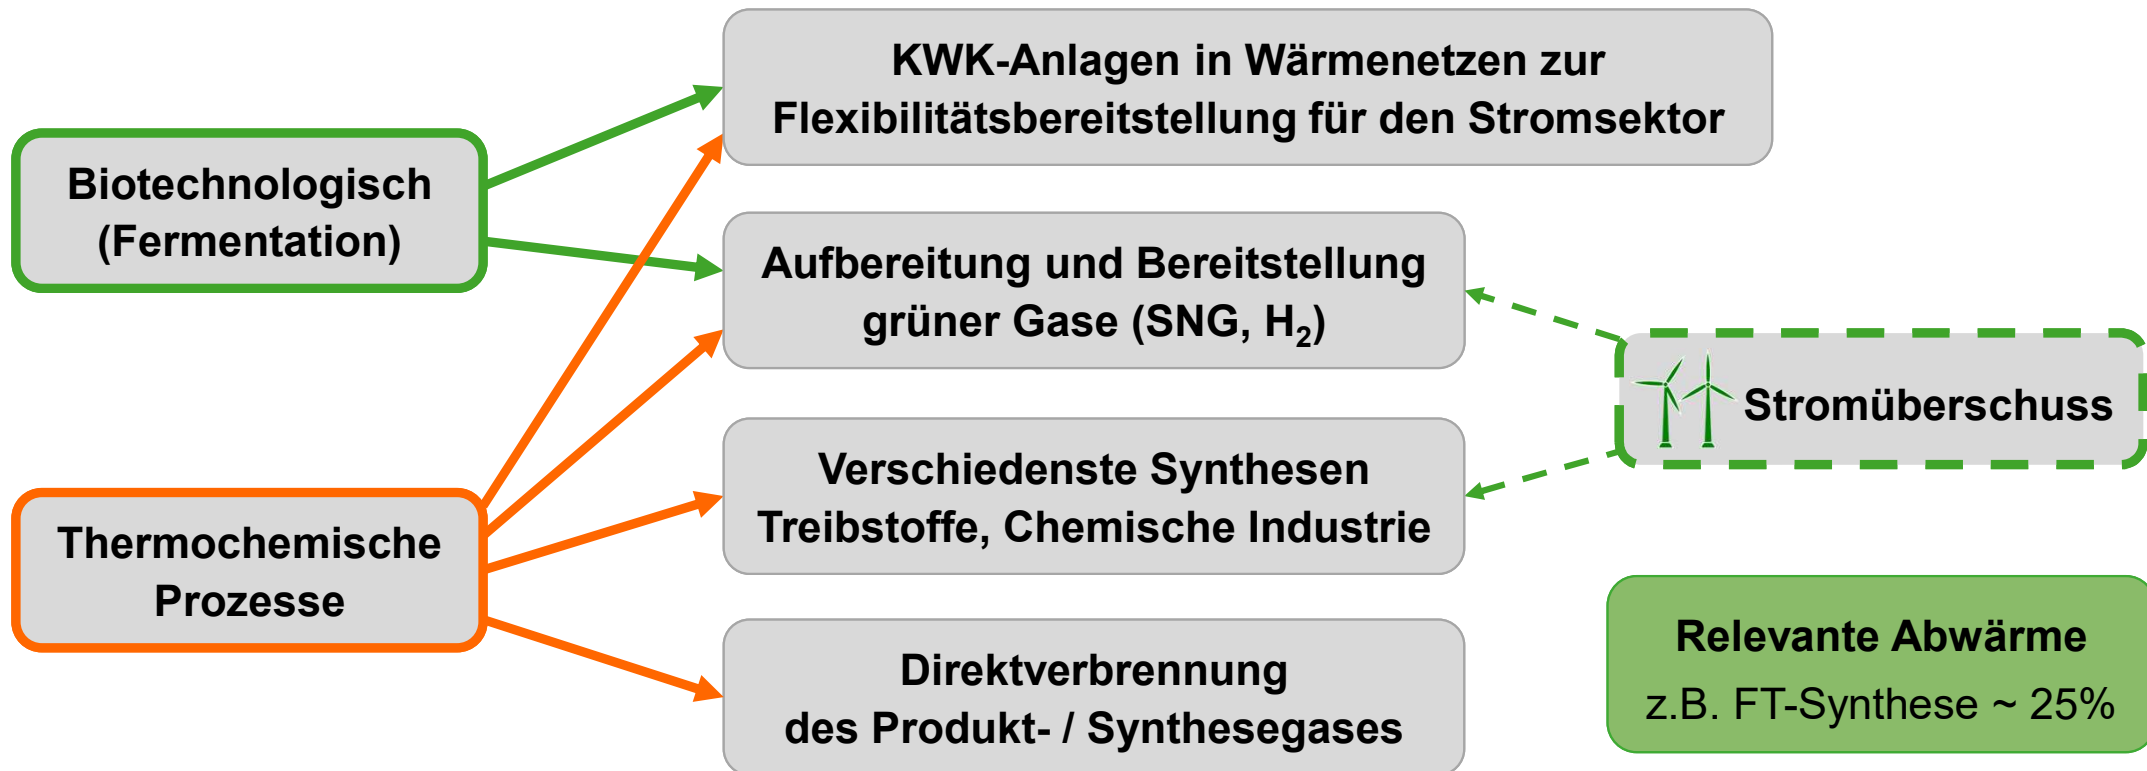 KWK-Anlagen in Wärmenetzen zur
Flexibilitätsbereitstellung für den Stromsektor
Biotechnologisch
(Fermentation)
Aufbereitung und Bereitstellung
grüner Gase (SNG, H₂)
Stromüberschuss
Verschiedenste Synthesen
Treibstoffe, Chemische Industrie
Thermochemische
Prozesse
Direktverbrennung
des Produkt- / Synthesegases
Relevante Abwärme
z.B. FT-Synthese ~ 25%